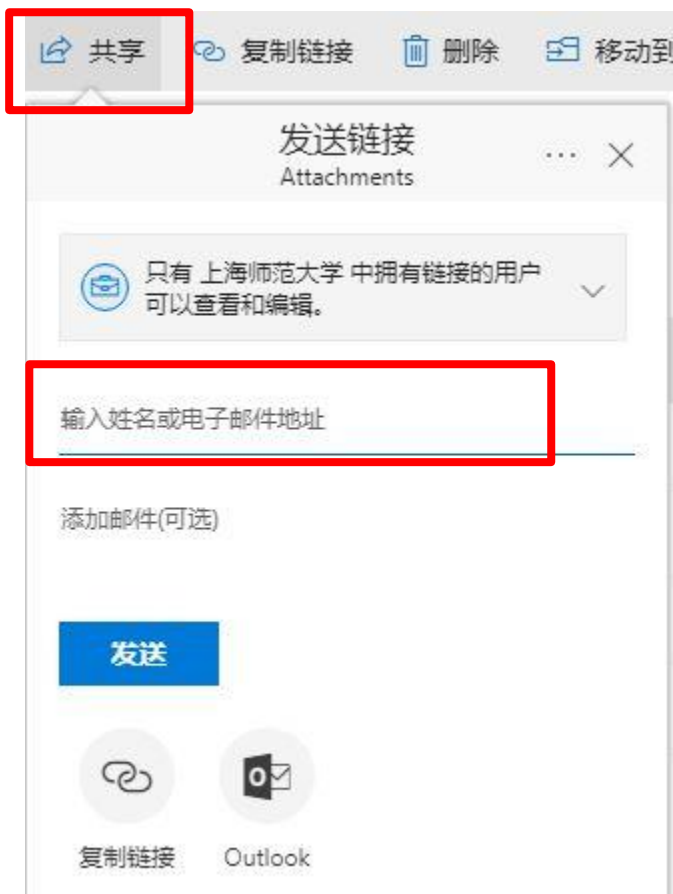 共享 复制链接 删除 移动到
发送链接
Attachments
只有 上海师范大学 中拥有链接的用户
可以查看和编辑。
输入姓名或电子邮件地址
添加邮件(可选)
发送
复制链接 Outlook